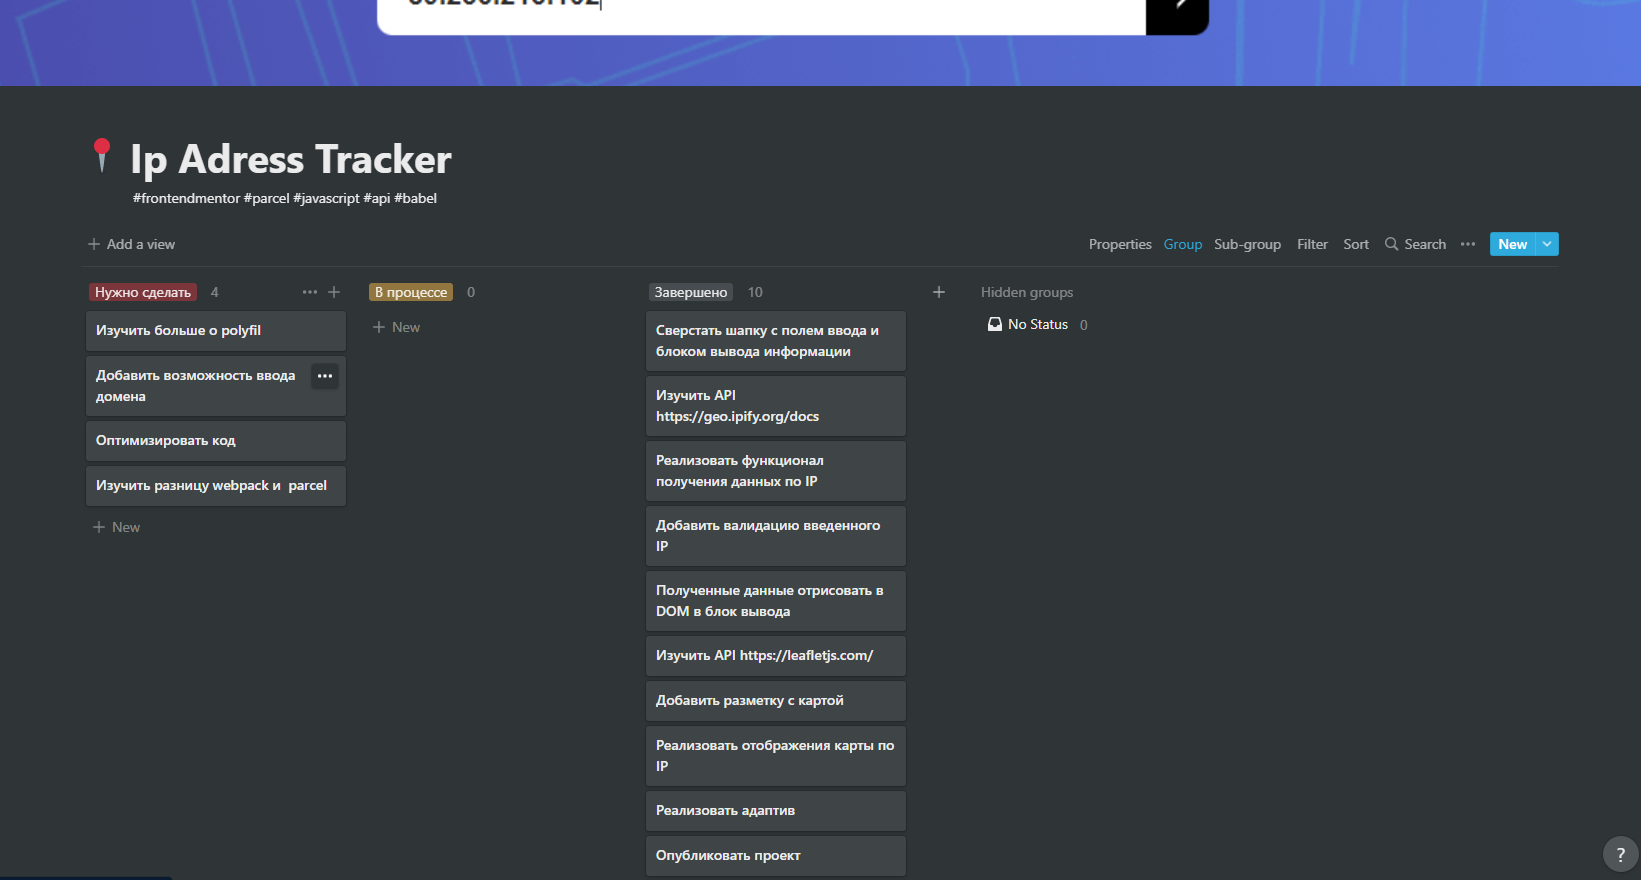 Ip Adress Tracker
#frontendmentor #parcel #javascript #api #babel
Add a view
Properties Group Sub-group Filter Sort Search New
Нужно сделать 4
Изучить больше о polyfil
Добавить возможность ввода
домена
Оптимизировать код
Изучить разницу webpack и parcel
New
В процессе 0
New
Завершено 10
Сверстать шапку с полем ввода и
блоком вывода информации
Изучить API
https://geo.ipify.org/docs
Реализовать функционал
получения данных по IP
Добавить валидацию введенного
IP
Полученные данные отрисовать в
DOM в блок вывода
Изучить API https://leafletjs.com/
Добавить разметку с картой
Реализовать отображения карты по
IP
Реализовать адаптив
Опубликовать проект
Hidden groups
No Status 0
?